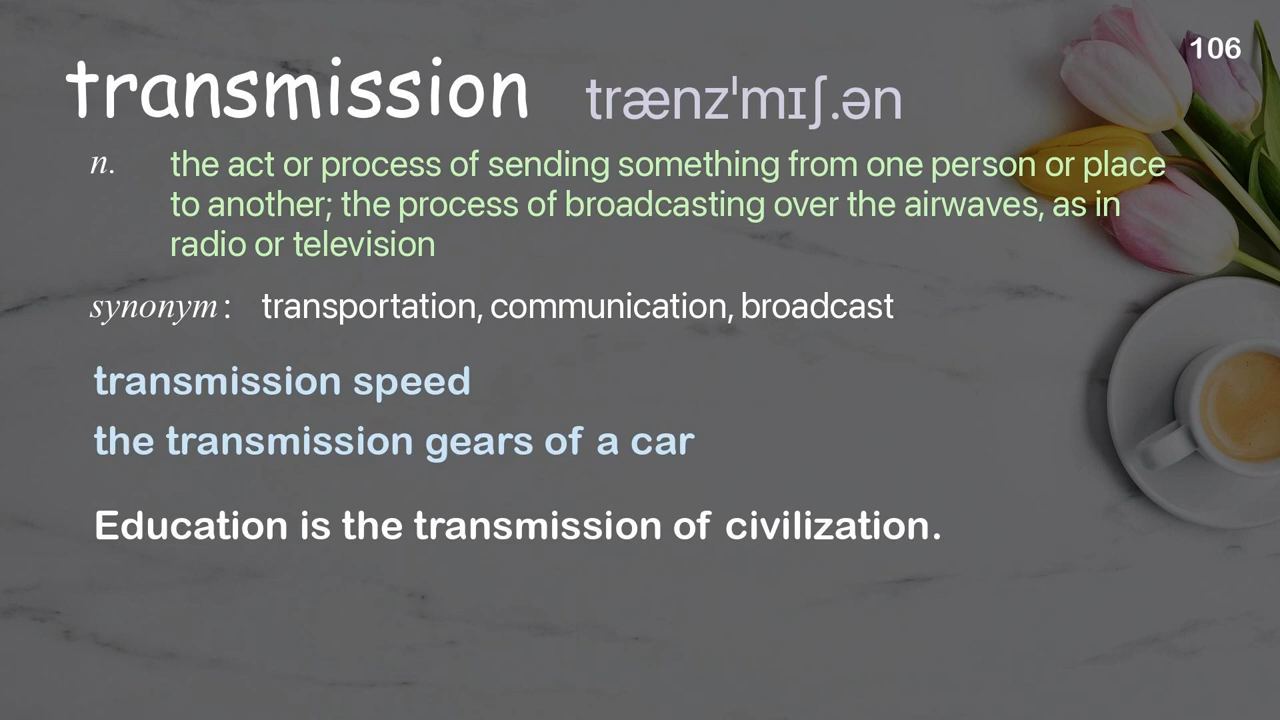 106
transmission trænzˈmɪʃ.ən
n. the act or process of sending something from one person or place
to another; the process of broadcasting over the airwaves, as in
radio or television
synonym : transportation, communication, broadcast
transmission speed
the transmission gears of a car
Education is the transmission of civilization.